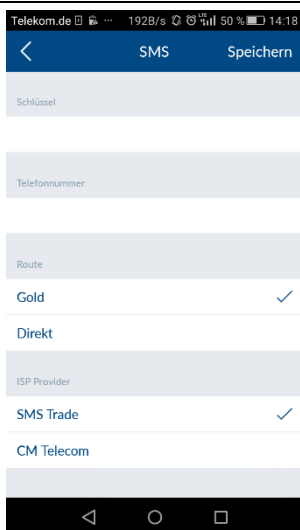 Telekom.de ... 192B/s LTE 50 % 14:18
SMS Speichern
Schlüssel
Telefonnummer
Route
Gold
Direkt
ISP Provider
SMS Trade
CM Telecom